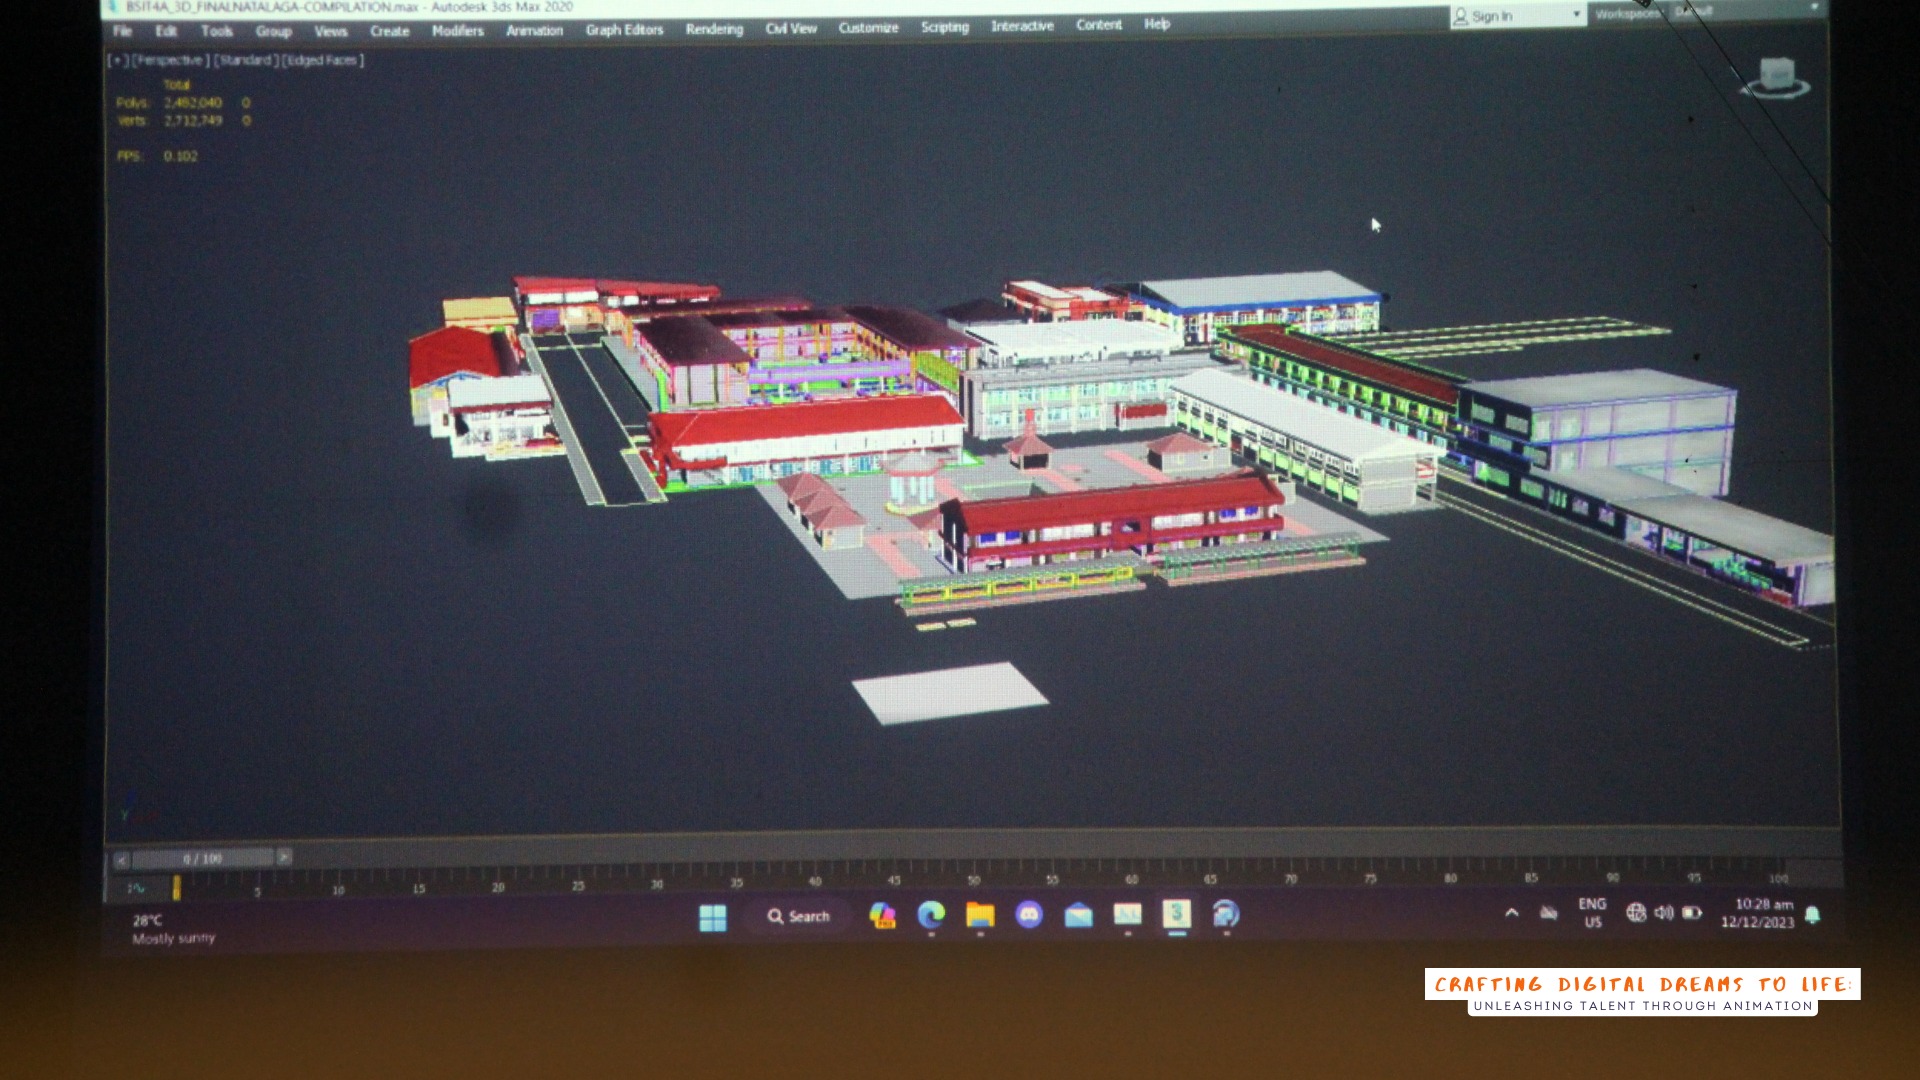 BSIT4A_3D_FINALNATALAGA-COMPILATION.max - Autodesk 3ds Max 2020
Sign In
Workspaces: Default
File Edit Tools Group Views Create Modifiers Animation Graph Editors Rendering Civil View Customize Scripting Interactive Content Help
[+] [Perspective] [Standard] [Edged Faces]
Total
Polys: 2,482,040 0
Verts: 2,712,749 0
FPS: 0.102
< 0 / 100 >
5 10 15 20 25 30 35 40 45 50 55 60 65 70 75 80 85 90 95 100
28°C
Mostly sunny
Search
ENG
US
10:28 am
12/12/2023
CRAFTING DIGITAL DREAMS TO LIFE:
UNLEASHING TALENT THROUGH ANIMATION